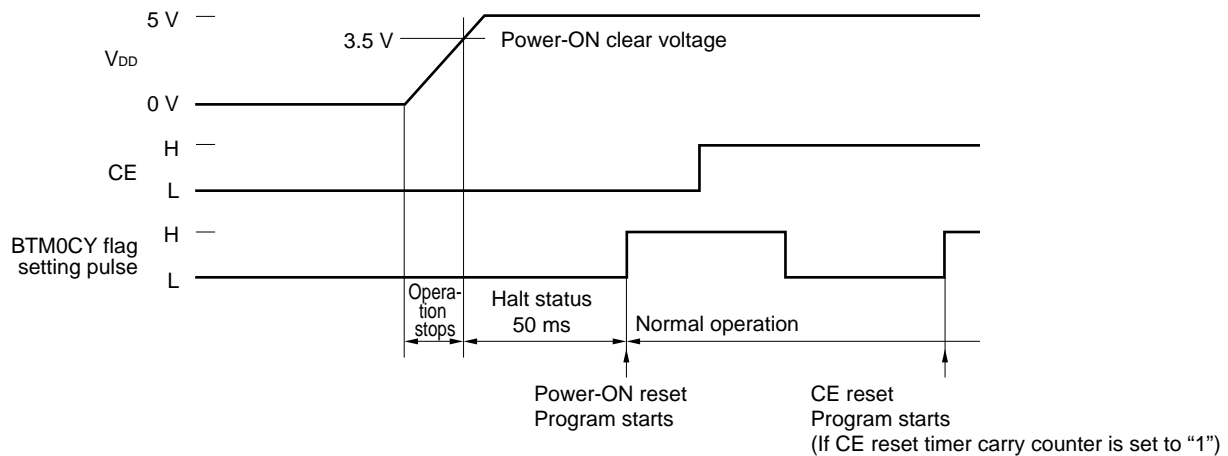 5 V
3.5 V
Power-ON clear voltage
VDD
0 V
H
CE
L
H
BTM0CY flag
setting pulse
L
Opera-
tion
stops
Halt status
50 ms
Normal operation
Power-ON reset
Program starts
CE reset
Program starts
(If CE reset timer carry counter is set to “1”)